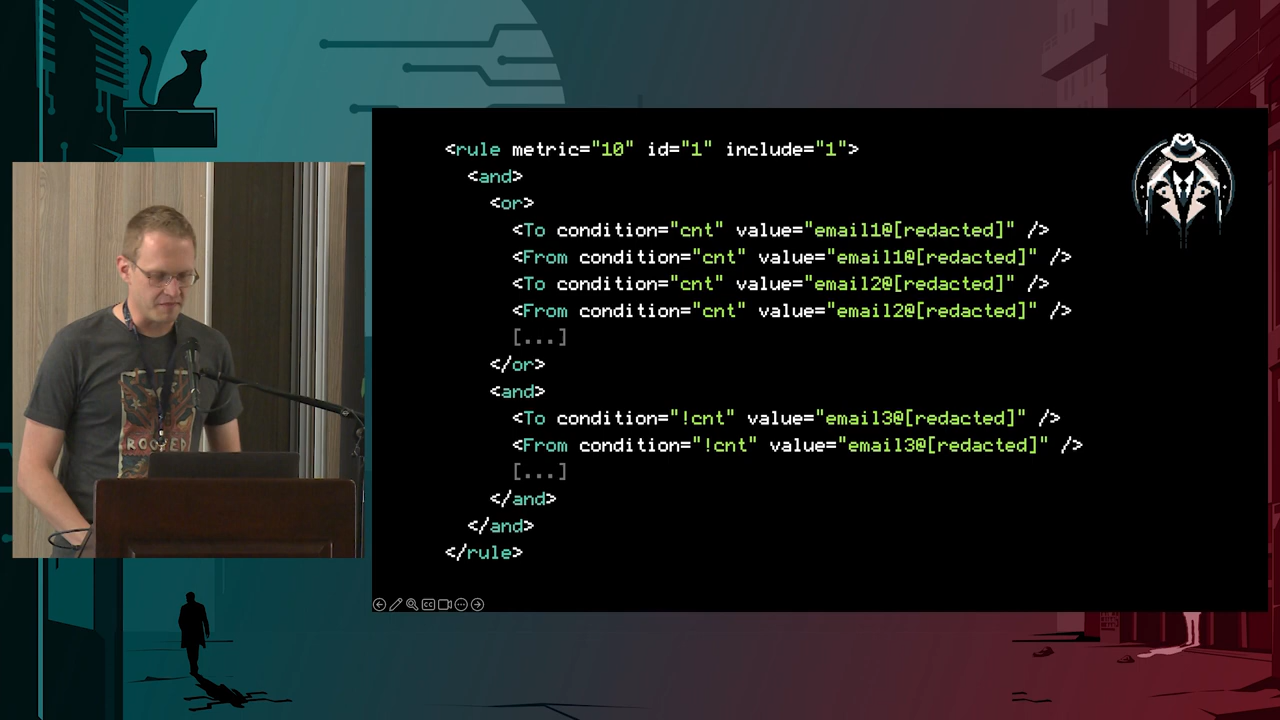 <rule metric="10" id="1" include="1">
<and>
<or>
<To condition="cnt" value="email1@[redacted]" />
<From condition="cnt" value="email1@[redacted]" />
<To condition="cnt" value="email2@[redacted]" />
<From condition="cnt" value="email2@[redacted]" />
[...]
</or>
<and>
<To condition="!cnt" value="email3@[redacted]" />
<From condition="!cnt" value="email3@[redacted]" />
[...]
</and>
</and>
</rule>
ROOTED
CC